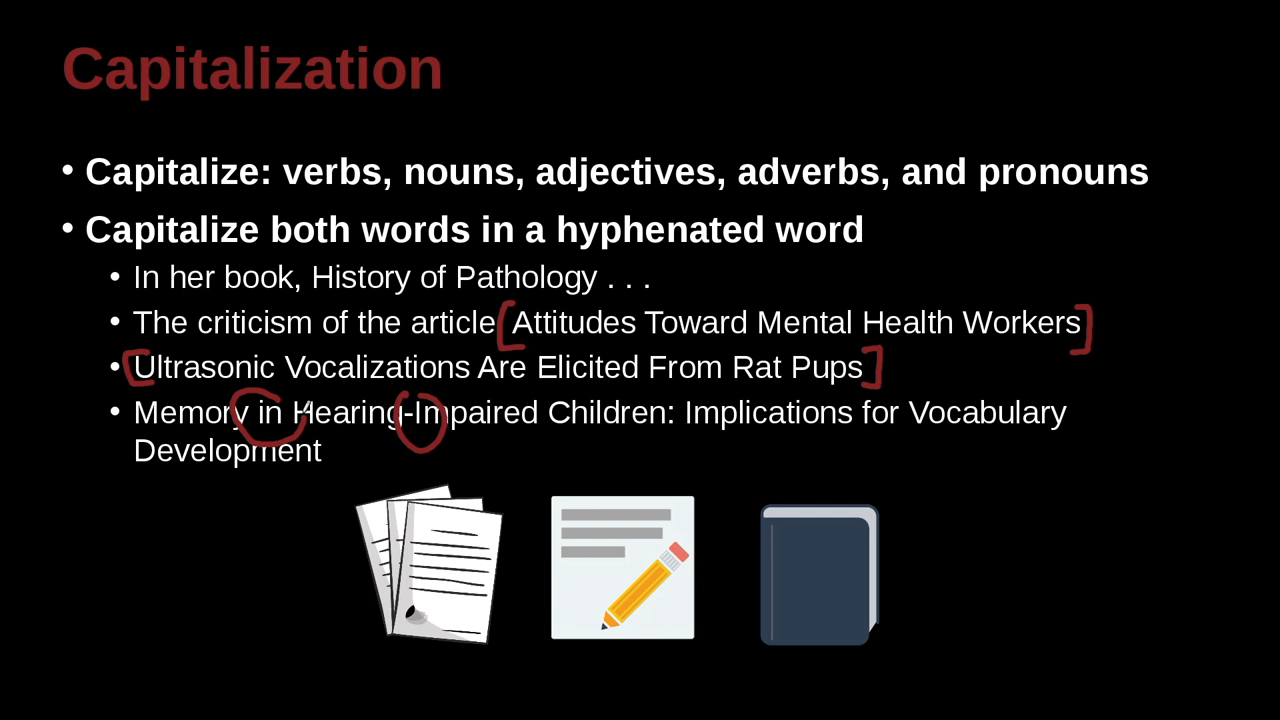 Capitalization
• Capitalize: verbs, nouns, adjectives, adverbs, and pronouns
• Capitalize both words in a hyphenated word
• In her book, History of Pathology . . .
• The criticism of the article [Attitudes Toward Mental Health Workers]
• [Ultrasonic Vocalizations Are Elicited From Rat Pups]
• Memory in Hearing-Impaired Children: Implications for Vocabulary
Development